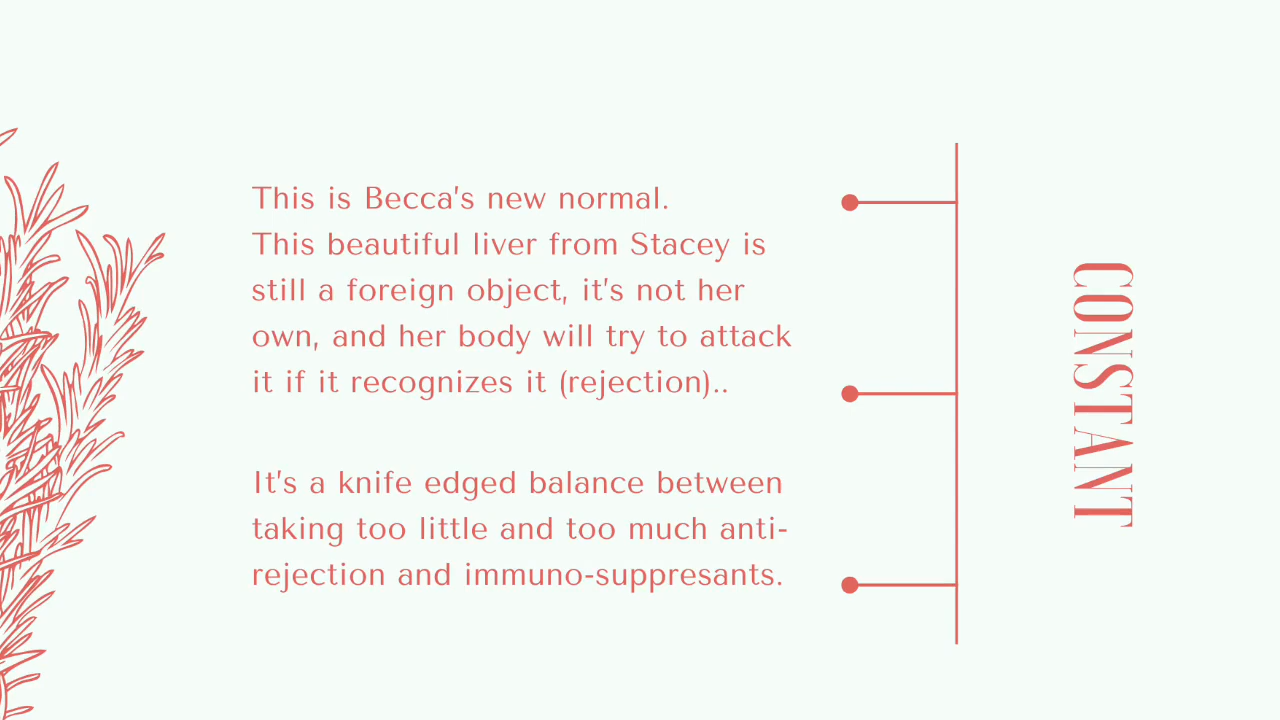 This is Becca's new normal.
This beautiful liver from Stacey is
still a foreign object, it's not her
own, and her body will try to attack
it if it recognizes it (rejection)..
It's a knife edged balance between
taking too little and too much anti-
rejection and immuno-suppresants.
CONSTANT